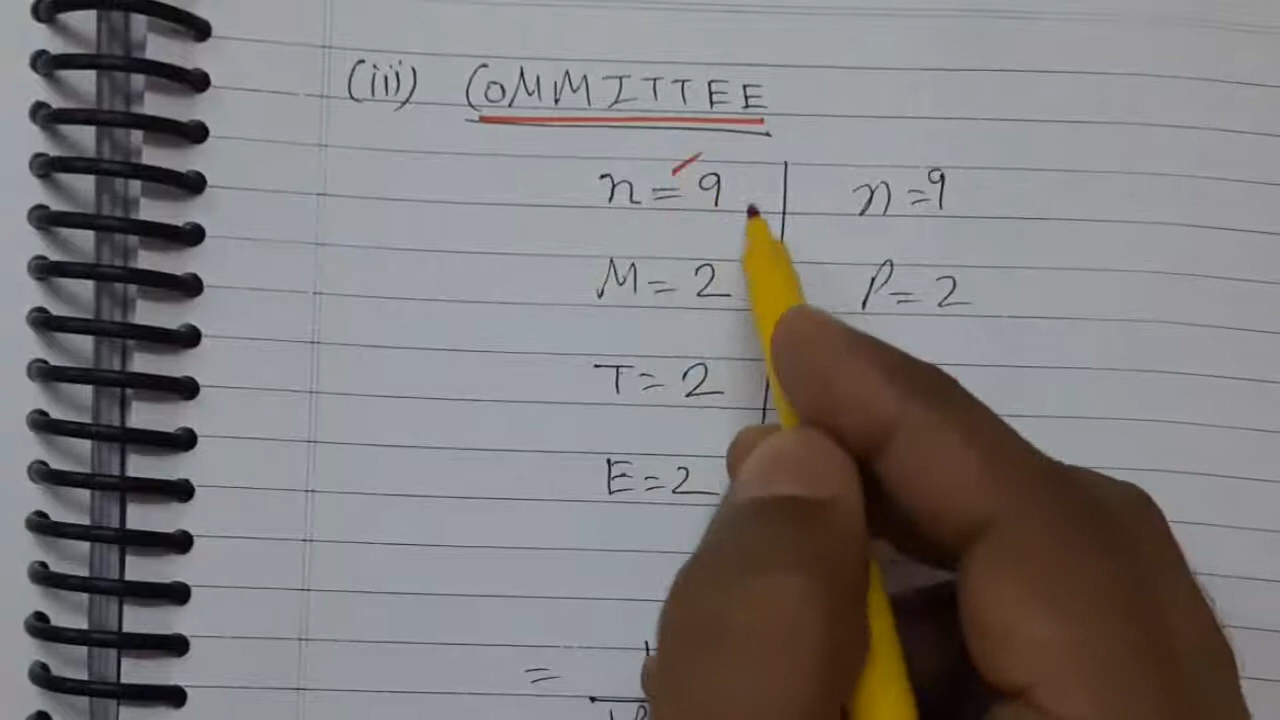 (iii) COMMITTEE
n = 9 n = 9
M = 2 P = 2
T = 2
E = 2
=